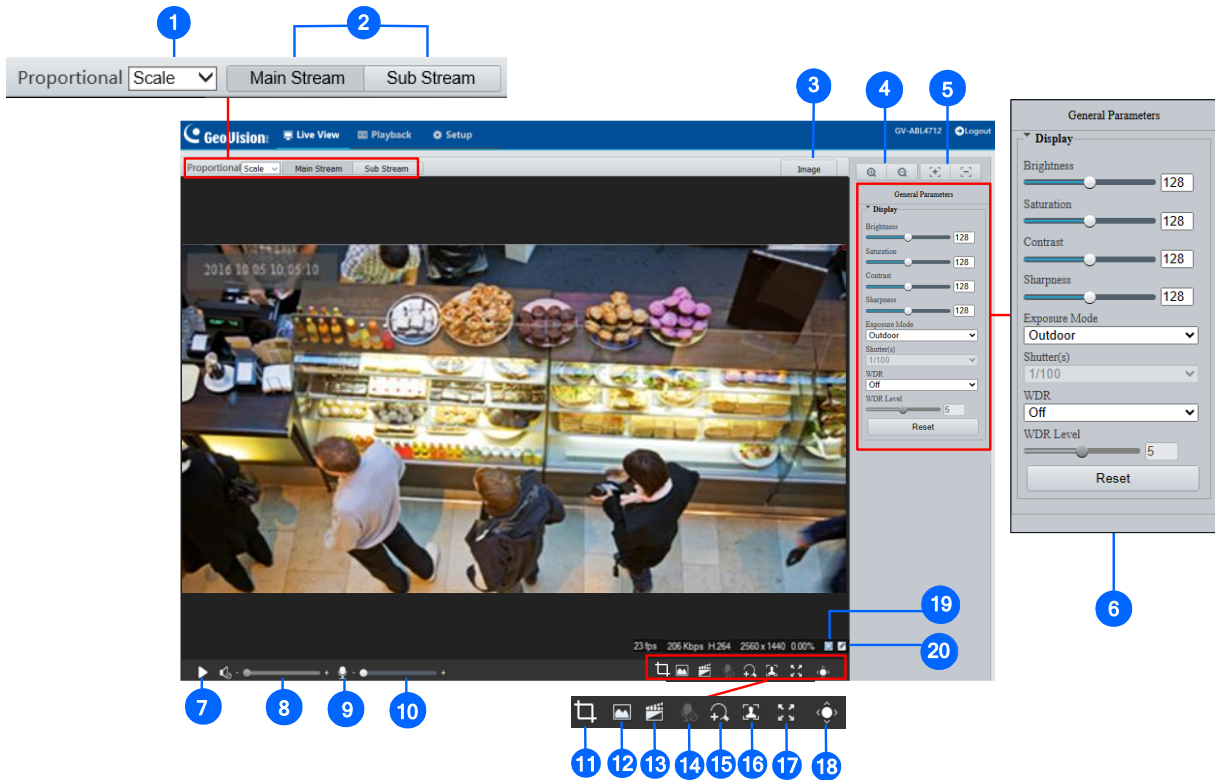 1
2
Proportional Scale Main Stream Sub Stream
3
4
5
GeoVision Live View Playback Setup GV-ABL4712 Logout
Proportional Scale Main Stream Sub Stream Image
General Parameters
Display
Brightness
128
Saturation
128
Contrast
128
Sharpness
128
Exposure Mode
Outdoor
Shutter(s)
1/100
WDR
Off
WDR Level
5
Reset
General Parameters
Display
Brightness
128
Saturation
128
Contrast
128
Sharpness
128
Exposure Mode
Outdoor
Shutter(s)
1/100
WDR
Off
WDR Level
5
Reset
6
2016 10 05 10:05:10
19
23 fps 206 Kbps H.264 2560 x 1440 0.00%
20
- + - +
7
8
9
10
11
12
13
14
15
16
17
18